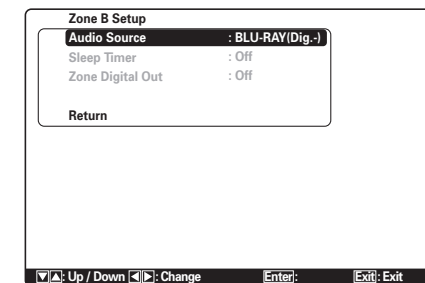 Zone B Setup
Audio Source : BLU-RAY(Dig.-)
Sleep Timer : Off
Zone Digital Out : Off
Return
▼▲: Up / Down ◀▶: Change Enter: Exit: Exit